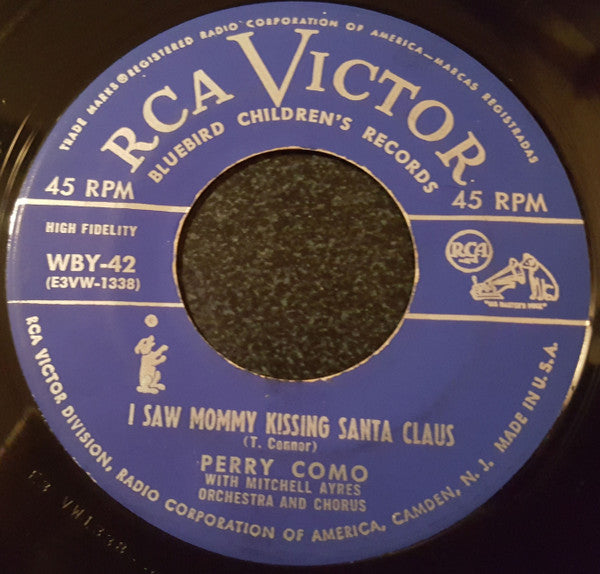 TRADE MARKS ® REGISTERED RADIO CORPORATION OF AMERICA—MARCAS REGISTRADAS
RCA VICTOR
BLUEBIRD CHILDREN'S RECORDS
45 RPM
45 RPM
HIGH FIDELITY
WBY-42
(E3VW-1338)
RCA
"HIS MASTER'S VOICE"
I SAW MOMMY KISSING SANTA CLAUS
(T. Connor)
PERRY COMO
WITH MITCHELL AYRES
ORCHESTRA AND CHORUS
RCA VICTOR DIVISION, RADIO CORPORATION OF AMERICA, CAMDEN, N. J. MADE IN U.S.A.